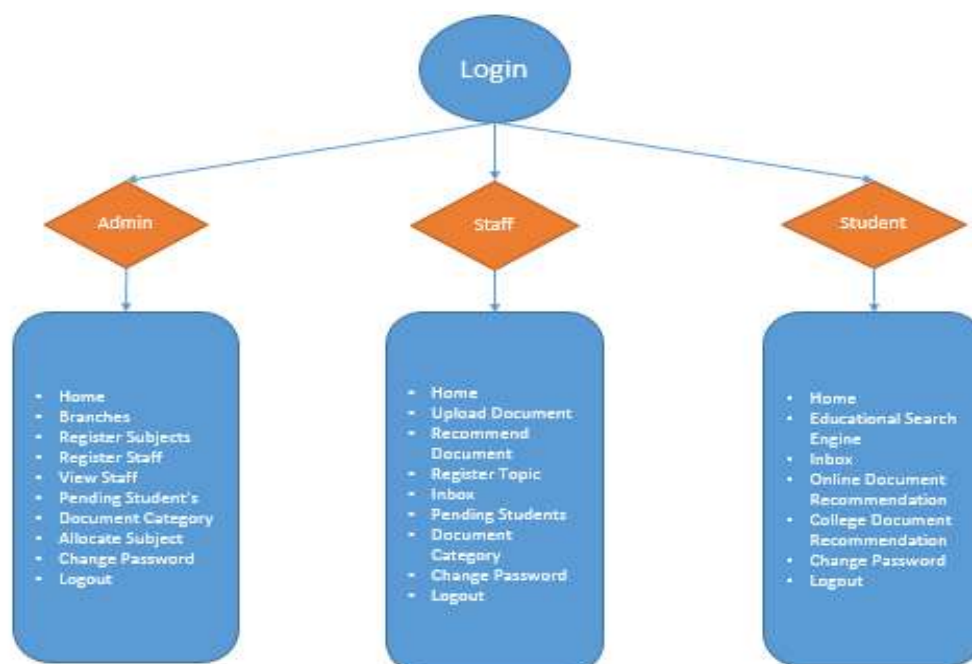 Login
Admin
Staff
Student
• Home
• Branches
• Register Subjects
• Register Staff
• View Staff
• Pending Student's
• Document Category
• Allocate Subject
• Change Password
• Logout
• Home
• Upload Document
• Recommend
Document
• Register Topic
• Inbox
• Pending Students
• Document
Category
• Change Password
• Logout
• Home
• Educational Search
Engine
• Inbox
• Online Document
Recommendation
• College Document
Recommendation
• Change Password
• Logout